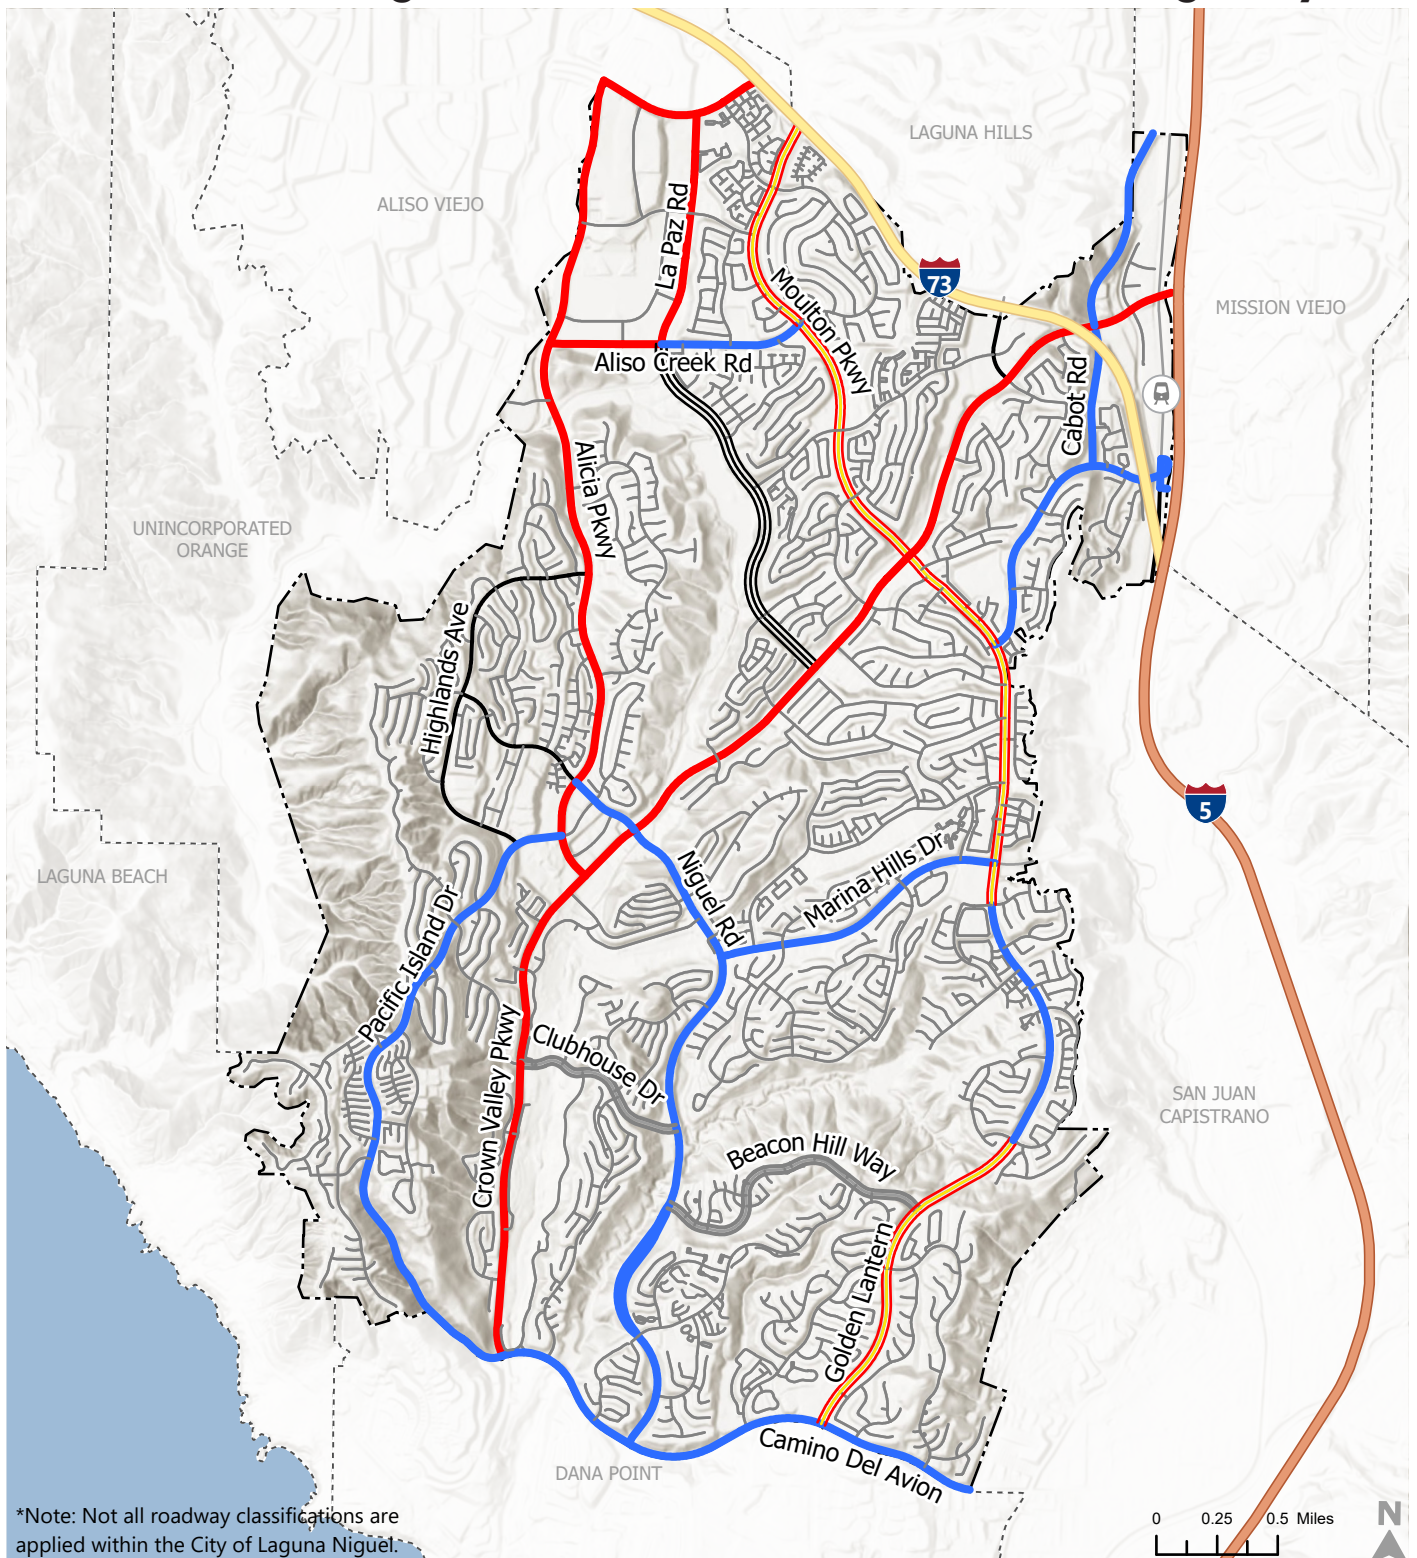 LAGUNA HILLS
ALISO VIEJO
La Paz Rd
73
Moulton Pkwy
MISSION VIEJO
Aliso Creek Rd
Cabot Rd
Alicia Pkwy
UNINCORPORATED
ORANGE
Highlands Ave
5
LAGUNA BEACH
Niguel Rd
Marina Hills Dr
Pacific Island Dr
Crown Valley Pkwy
Clubhouse Dr
SAN JUAN
CAPISTRANO
Beacon Hill Way
Golden Lantern
Camino Del Avion
DANA POINT
*Note: Not all roadway classifications are
applied within the City of Laguna Niguel.
0 0.25 0.5 Miles
N